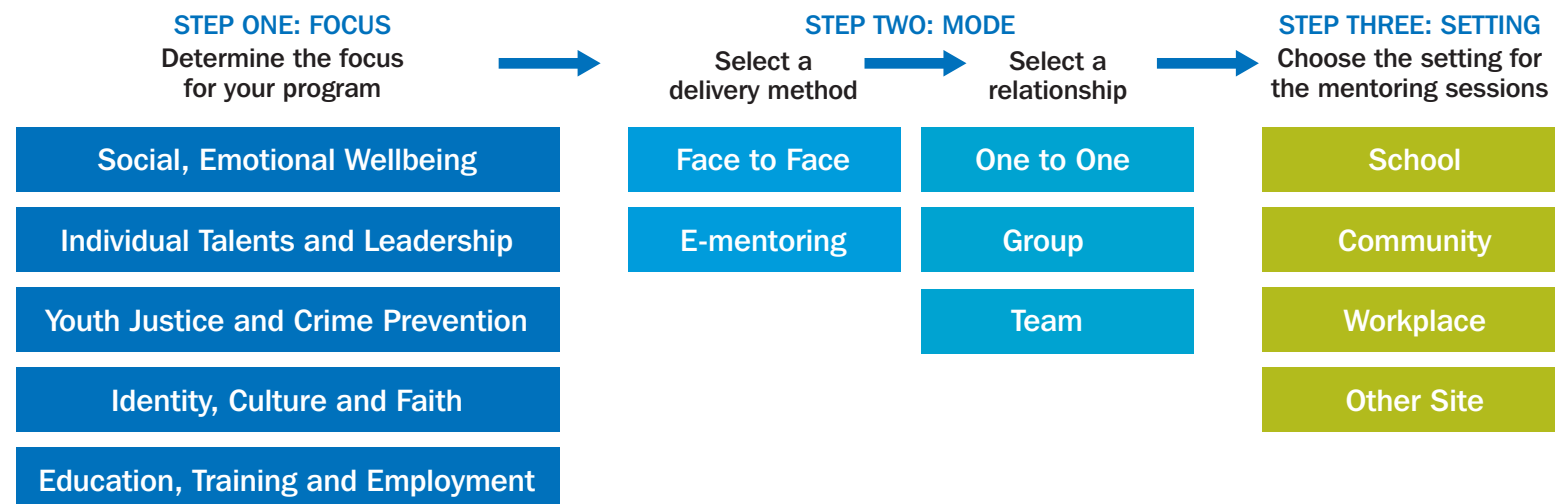 STEP ONE: FOCUS
Determine the focus
for your program
Social, Emotional Wellbeing
Individual Talents and Leadership
Youth Justice and Crime Prevention
Identity, Culture and Faith
Education, Training and Employment
STEP TWO: MODE
Select a
delivery method
Face to Face
E-mentoring
Select a
relationship
One to One
Group
Team
STEP THREE: SETTING
Choose the setting for
the mentoring sessions
School
Community
Workplace
Other Site